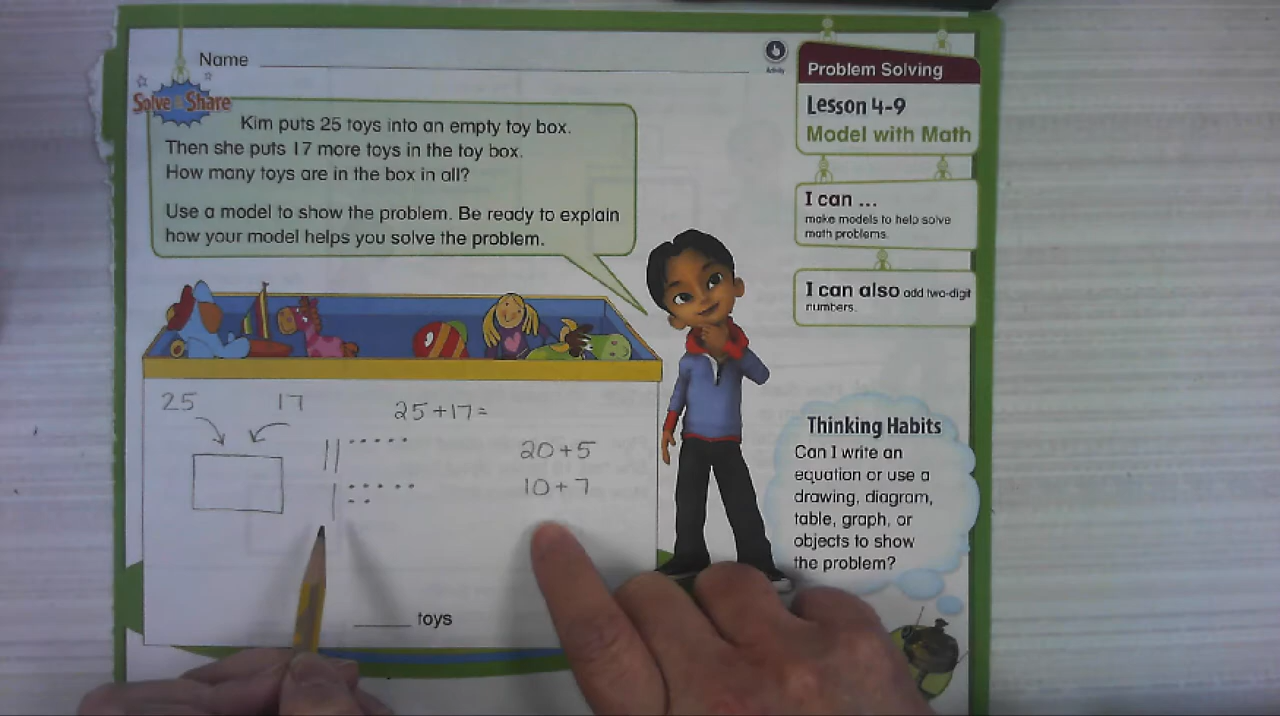 Name
Activity
Solve & Share
Kim puts 25 toys into an empty toy box.
Then she puts 17 more toys in the toy box.
How many toys are in the box in all?
Use a model to show the problem. Be ready to explain
how your model helps you solve the problem.
Problem Solving
Lesson 4-9
Model with Math
I can ...
make models to help solve
math problems.
I can also add two-digit
numbers.
25 17 25+17=
20+5
10+7
toys
Thinking Habits
Can I write an
equation or use a
drawing, diagram,
table, graph, or
objects to show
the problem?